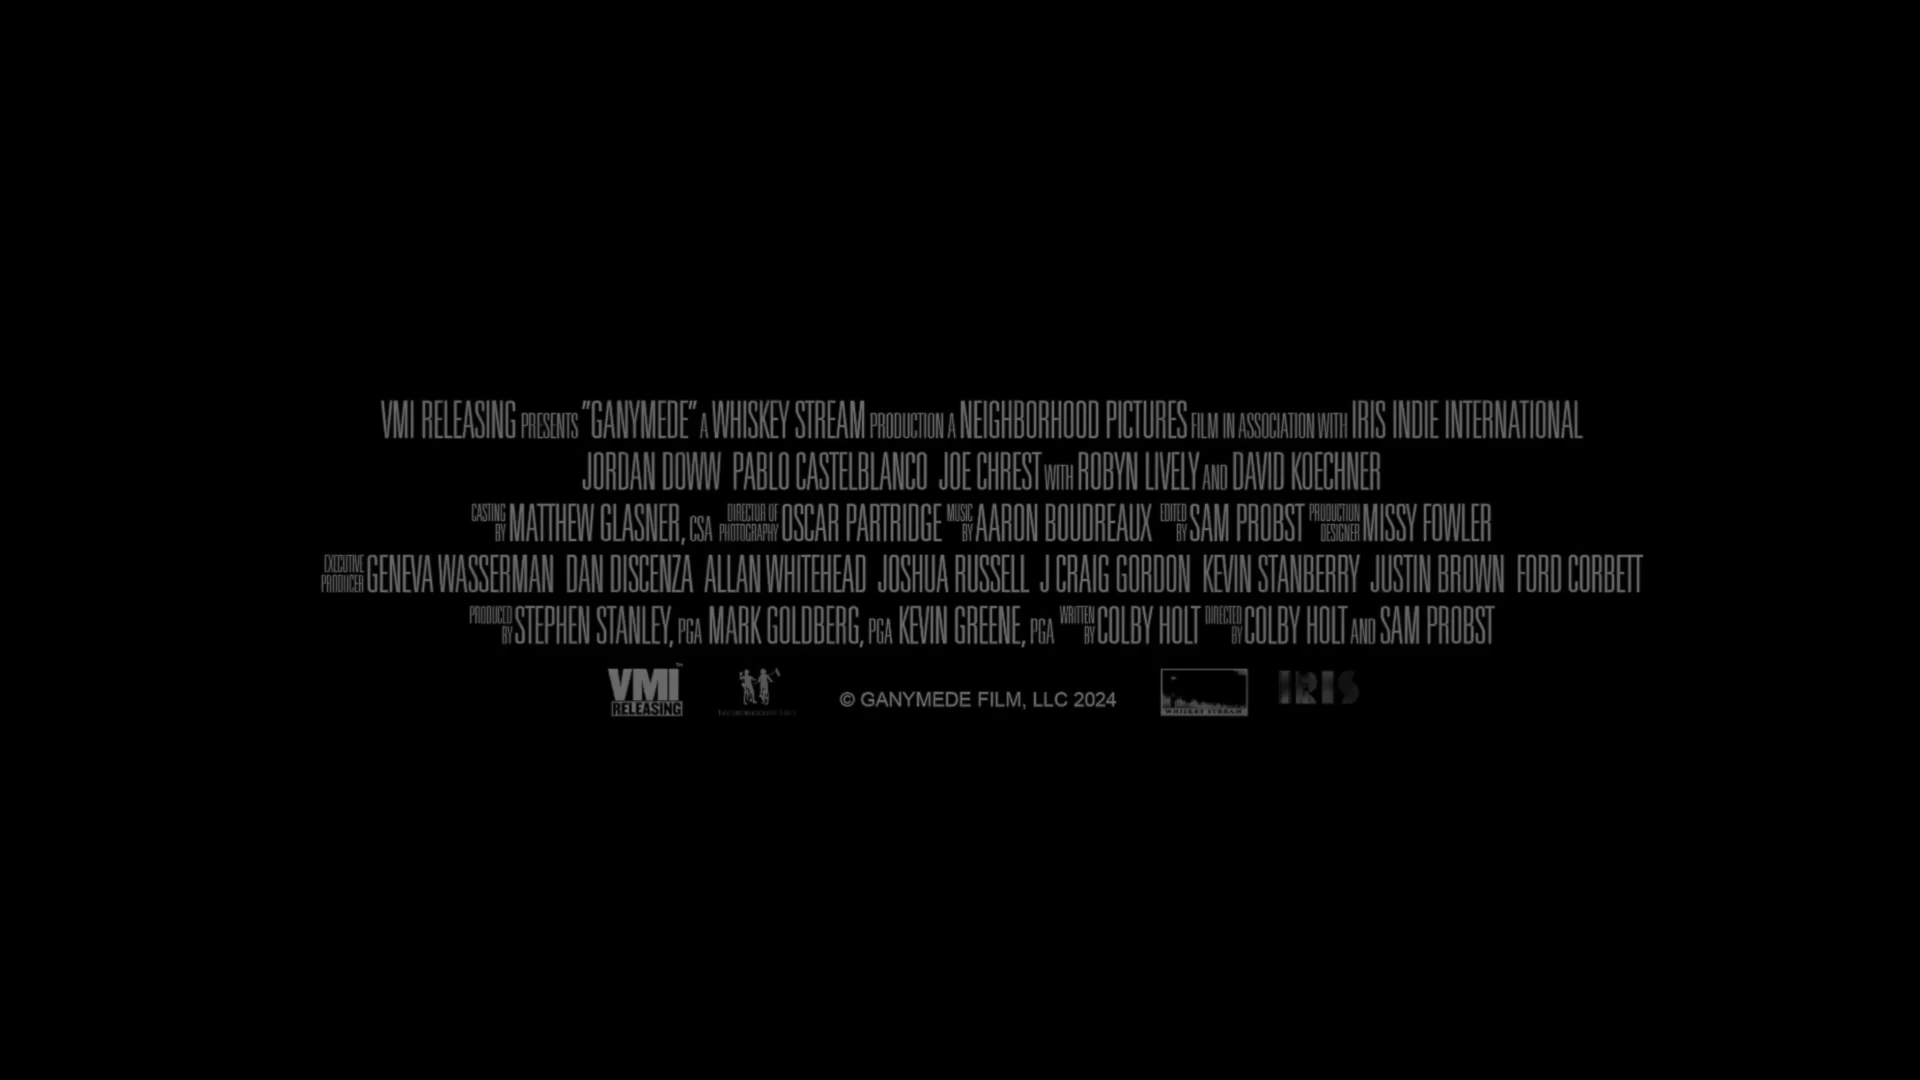 VMI RELEASING PRESENTS "GANYMEDE" A WHISKEY STREAM PRODUCTION A NEIGHBORHOOD PICTURES FILM IN ASSOCIATION WITH IRIS INDIE INTERNATIONAL
JORDAN DOWW PABLO CASTELBLANCO JOE CHREST WITH ROBYN LIVELY AND DAVID KOECHNER
CASTING BY MATTHEW GLASNER, CSA DIRECTOR OF PHOTOGRAPHY OSCAR PARTRIDGE MUSIC BY AARON BOUDREAUX EDITED BY SAM PROBST PRODUCTION DESIGNER MISSY FOWLER
EXECUTIVE PRODUCER GENEVA WASSERMAN DAN DISCENZA ALLAN WHITEHEAD JOSHUA RUSSELL J CRAIG GORDON KEVIN STANBERRY JUSTIN BROWN FORD CORBETT
PRODUCED BY STEPHEN STANLEY, PGA MARK GOLDBERG, PGA KEVIN GREENE, PGA WRITTEN BY COLBY HOLT DIRECTED BY COLBY HOLT AND SAM PROBST
VMI RELEASING ™ © GANYMEDE FILM, LLC 2024 WHISKEY STREAM IRIS